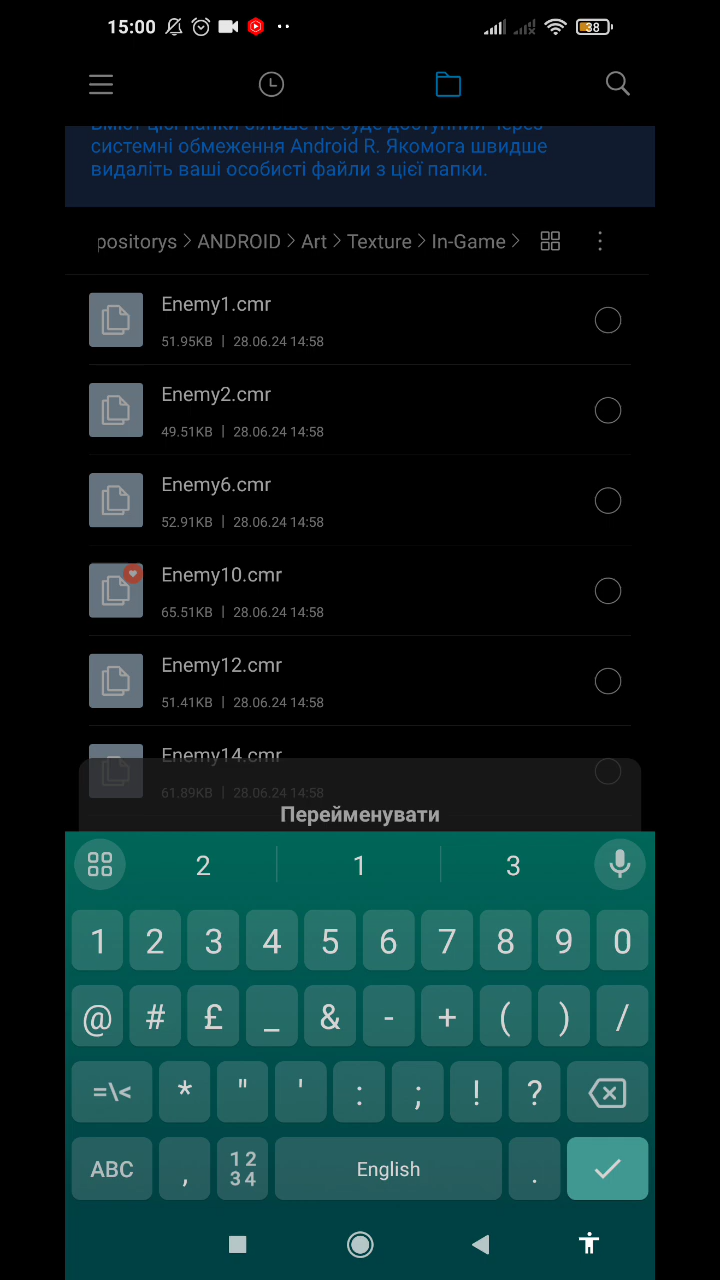 15:00
38
Вміст цієї папки більше не буде доступний через
системні обмеження Android R. Якомога швидше
видаліть ваші особисті файли з цієї папки.
positorys > ANDROID > Art > Texture > In-Game >
Enemy1.cmr
51.95KB | 28.06.24 14:58
Enemy2.cmr
49.51KB | 28.06.24 14:58
Enemy6.cmr
52.91KB | 28.06.24 14:58
Enemy10.cmr
65.51KB | 28.06.24 14:58
Enemy12.cmr
51.41KB | 28.06.24 14:58
Enemy14.cmr
61.89KB | 28.06.24 14:58
Перейменувати
2 1 3
1 2 3 4 5 6 7 8 9 0
@ # £ _ & - + ( ) /
=\< * " ' : ; ! ?
ABC , 12 34 English .